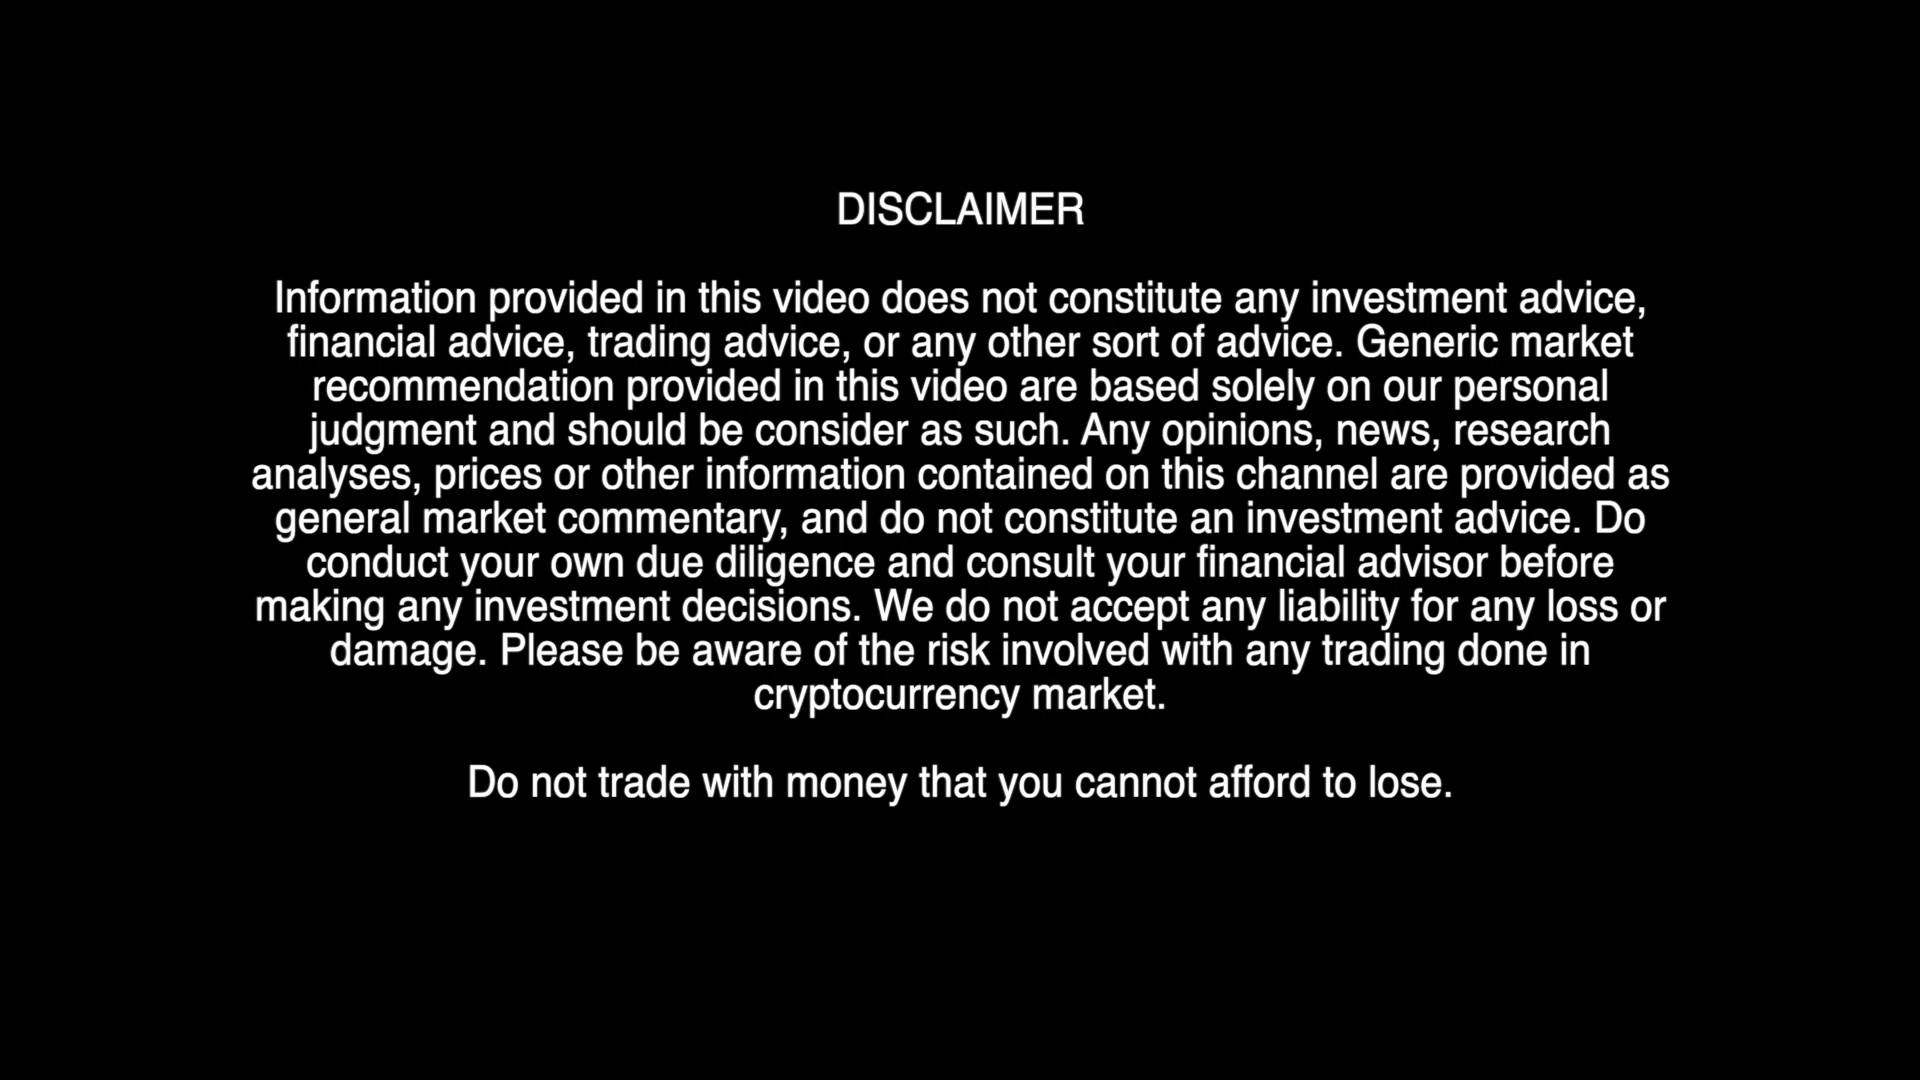 DISCLAIMER
Information provided in this video does not constitute any investment advice,
financial advice, trading advice, or any other sort of advice. Generic market
recommendation provided in this video are based solely on our personal
judgment and should be consider as such. Any opinions, news, research
analyses, prices or other information contained on this channel are provided as
general market commentary, and do not constitute an investment advice. Do
conduct your own due diligence and consult your financial advisor before
making any investment decisions. We do not accept any liability for any loss or
damage. Please be aware of the risk involved with any trading done in
cryptocurrency market.
Do not trade with money that you cannot afford to lose.